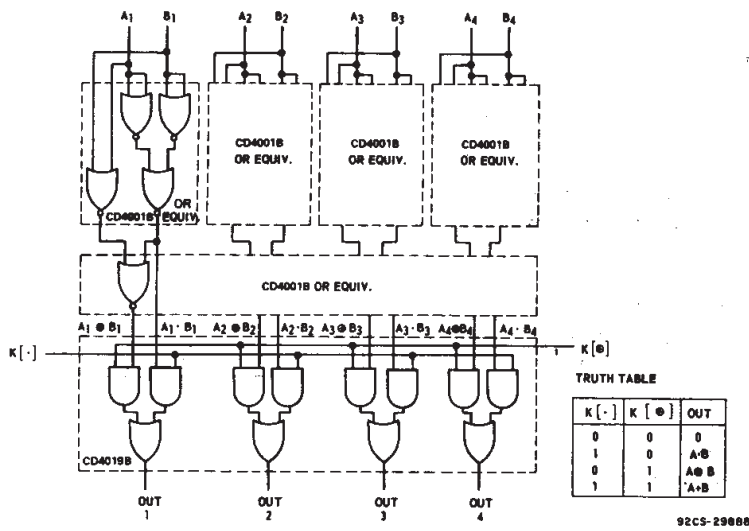 A1 B1 A2 B2 A3 B3 A4 B4
CD4001B
OR EQUIV.
CD4001B
OR EQUIV.
CD4001B
OR EQUIV.
OR
CD4001B EQUIV.
CD4001B OR EQUIV.
A1 ⊕ B1 A1 · B1 A2 ⊕ B2 A2 · B2 A3 ⊕ B3 A3 · B3 A4 ⊕ B4 A4 · B4
K [·]
K [⊕]
TRUTH TABLE
K [·] K [⊕] OUT
0 0 0
1 0 A·B
0 1 A⊕B
1 1 A+B
CD4019B
OUT OUT OUT OUT
1 2 3 4
92CS-29888